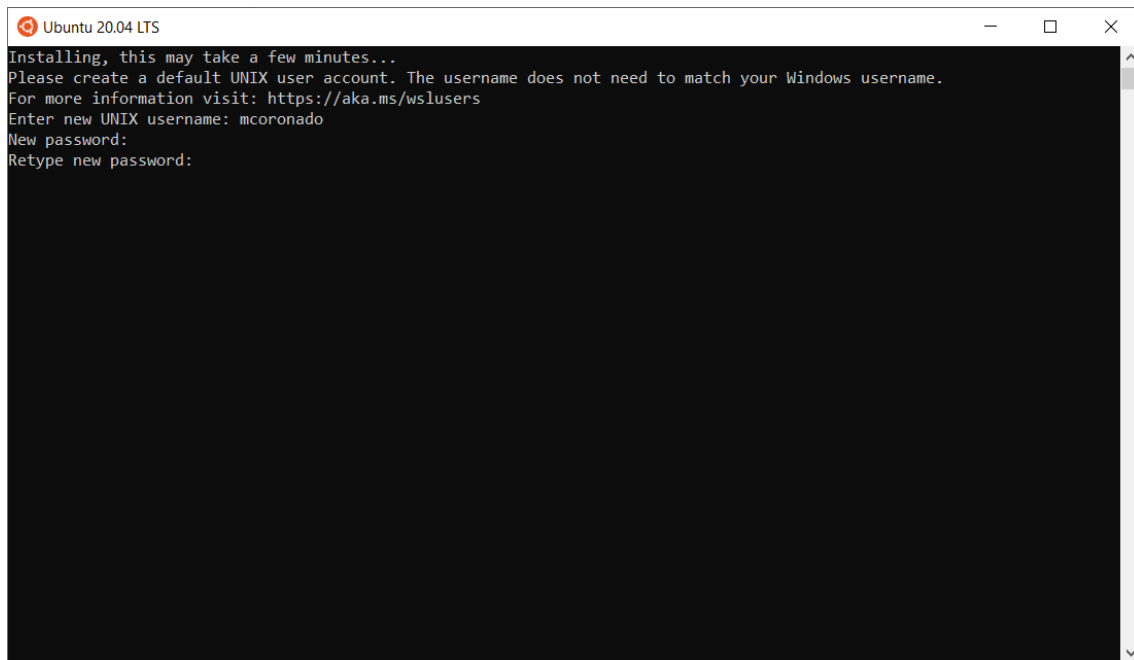 Ubuntu 20.04 LTS
Installing, this may take a few minutes...
Please create a default UNIX user account. The username does not need to match your Windows username.
For more information visit: https://aka.ms/wslusers
Enter new UNIX username: mcoronado
New password:
Retype new password: